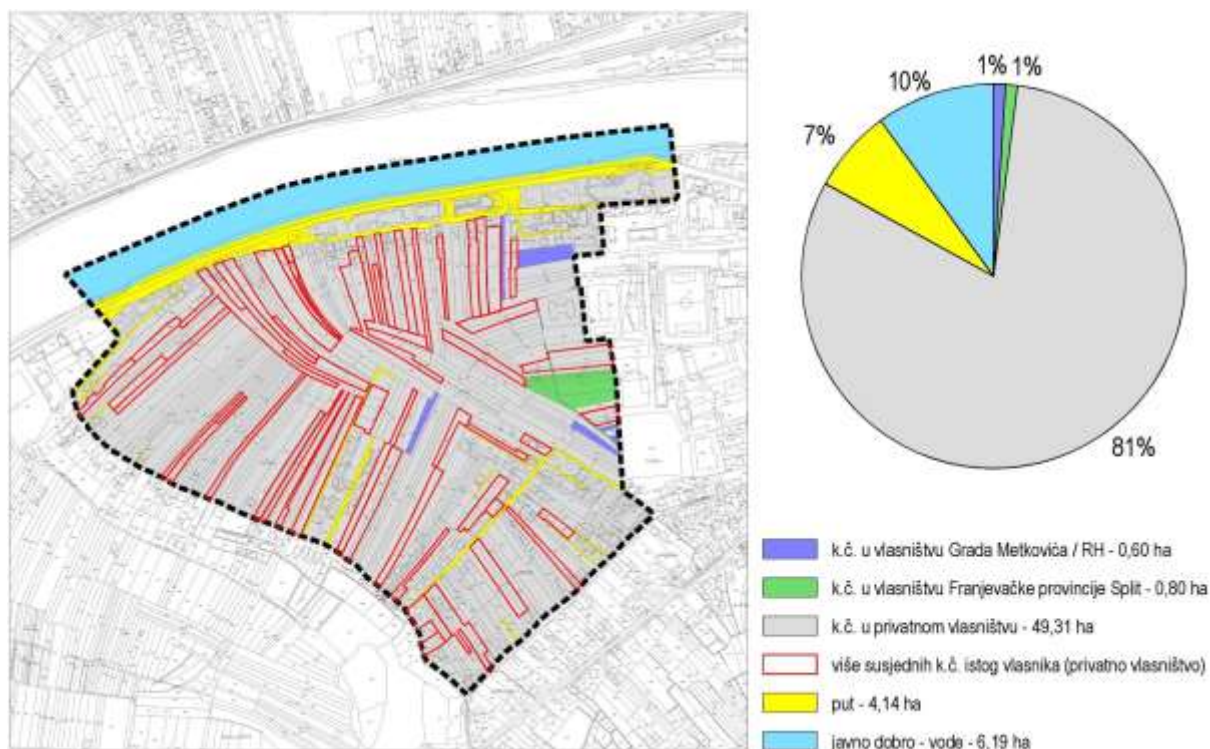 1%
1%
10%
7%
81%
k.č. u vlasništvu Grada Metkovića / RH - 0,60 ha
k.č. u vlasništvu Franjevačke provincije Split - 0,80 ha
k.č. u privatnom vlasništvu - 49,31 ha
više susjednih k.č. istog vlasnika (privatno vlasništvo)
put - 4,14 ha
javno dobro - vode - 6,19 ha